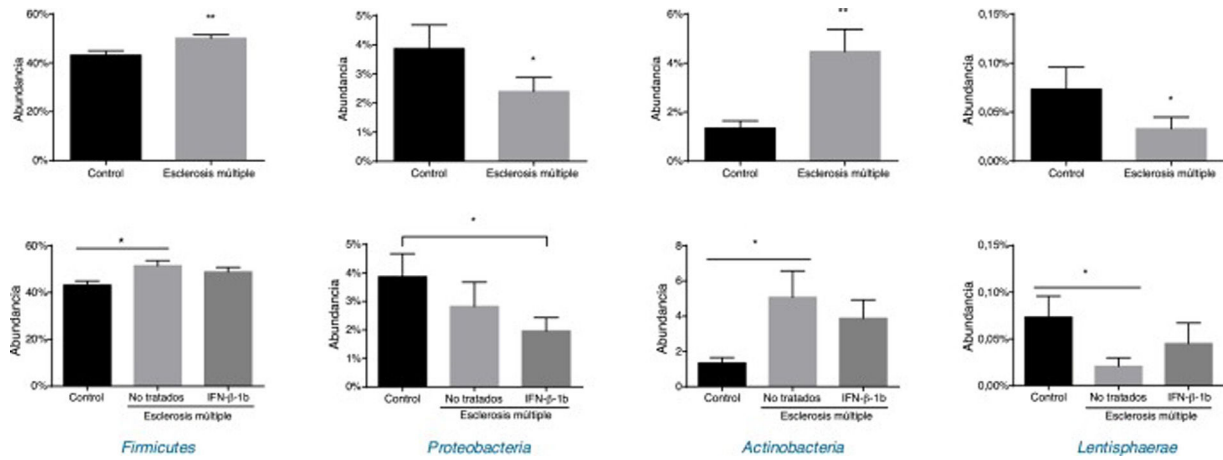 60%
**
40%
20%
0%
Abundancia
Control
Esclerosis múltiple
5%
4%
*
3%
2%
1%
0%
Abundancia
Control
Esclerosis múltiple
6%
**
4%
2%
0%
Abundancia
Control
Esclerosis múltiple
0,15%
0,10%
*
0,05%
0,00%
Abundancia
Control
Esclerosis múltiple
60%
*
40%
20%
0%
Abundancia
Control
No tratados
IFN-β-1b
Esclerosis múltiple
Firmicutes
*
5%
4%
3%
2%
1%
0%
Abundancia
Control
No tratados
IFN-β-1b
Esclerosis múltiple
Proteobacteria
8
*
6
4
2
0
Abundancia
Control
No tratados
IFN-β-1b
Esclerosis múltiple
Actinobacteria
0,15%
*
0,10%
0,05%
0,00%
Abundancia
Control
No tratados
IFN-β-1b
Esclerosis múltiple
Lentisphaerae